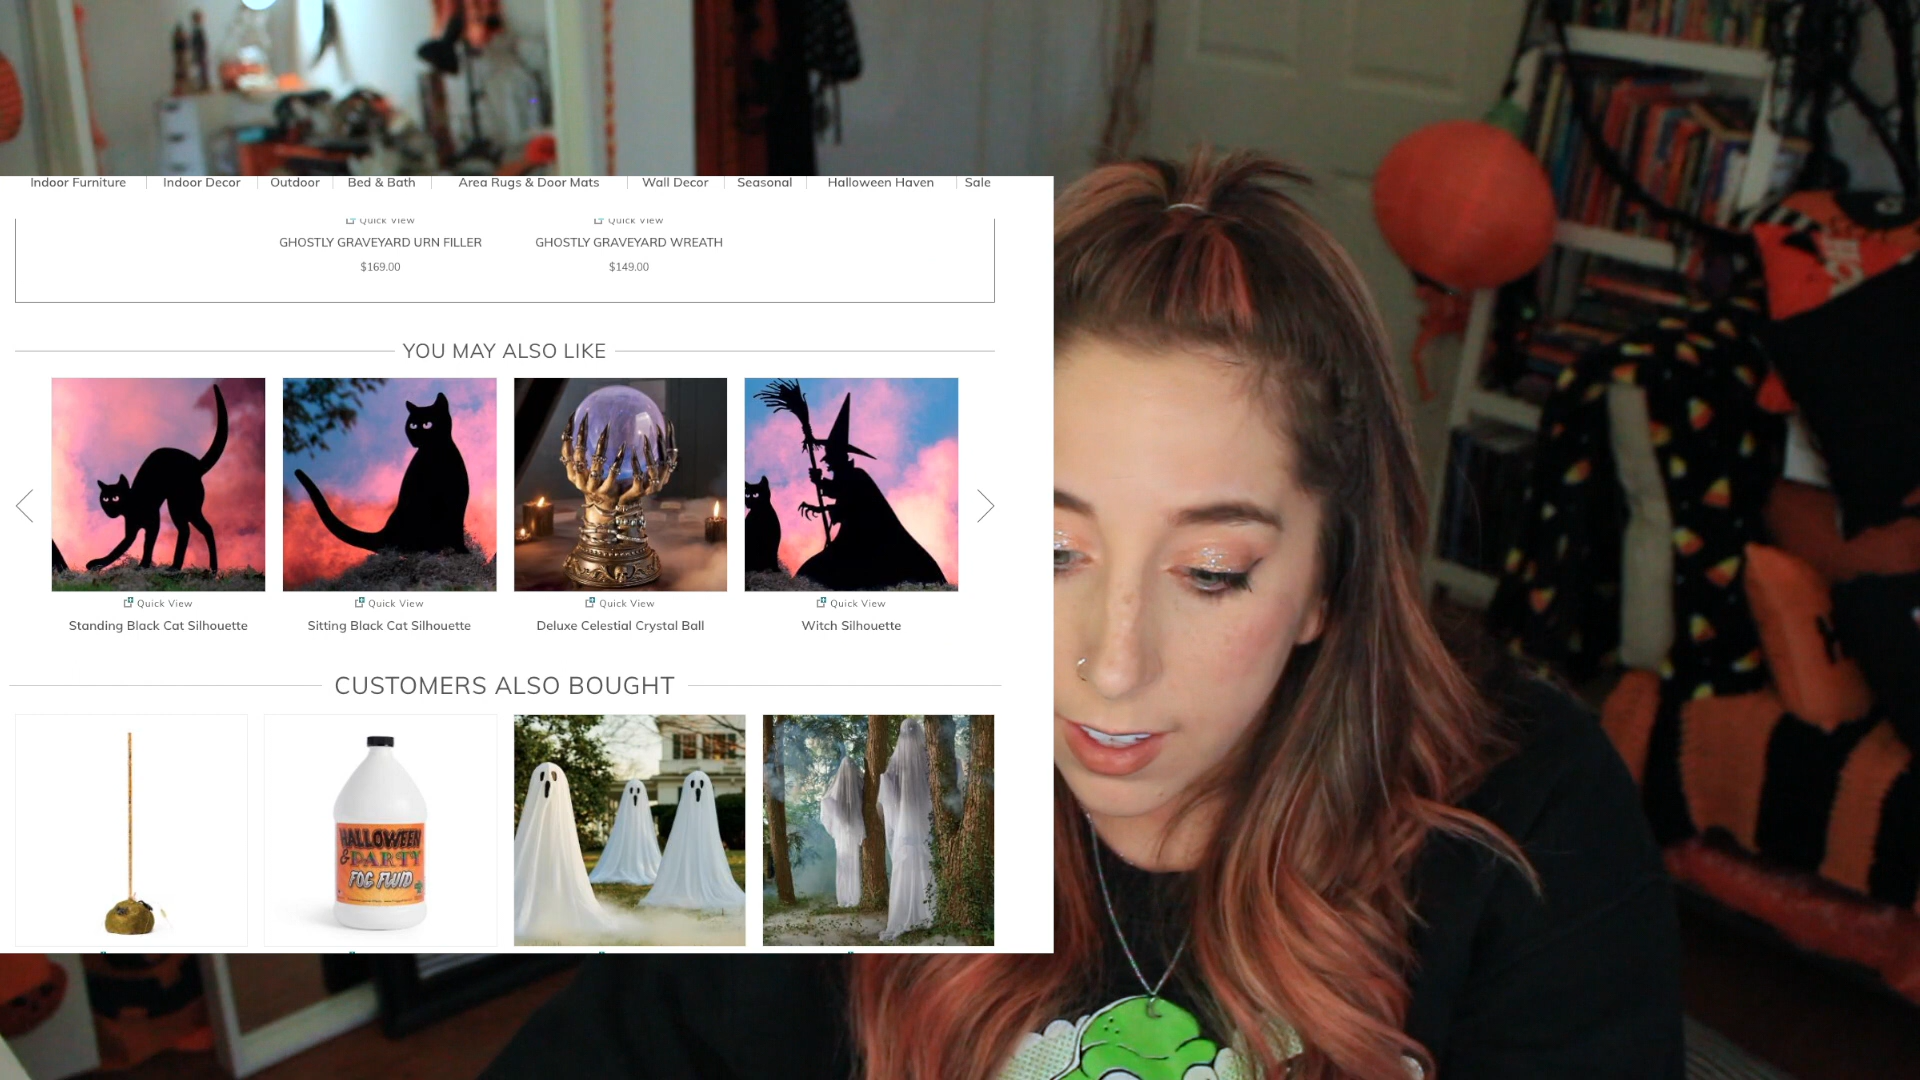 Indoor Furniture Indoor Decor Outdoor Bed & Bath Area Rugs & Door Mats Wall Decor Seasonal Halloween Haven Sale
Quick View Quick View
GHOSTLY GRAVEYARD URN FILLER GHOSTLY GRAVEYARD WREATH
$169.00 $149.00
YOU MAY ALSO LIKE
Quick View Quick View Quick View Quick View
Standing Black Cat Silhouette Sitting Black Cat Silhouette Deluxe Celestial Crystal Ball Witch Silhouette
CUSTOMERS ALSO BOUGHT
HALLOWEEN
& PARTY
FOG FLUID